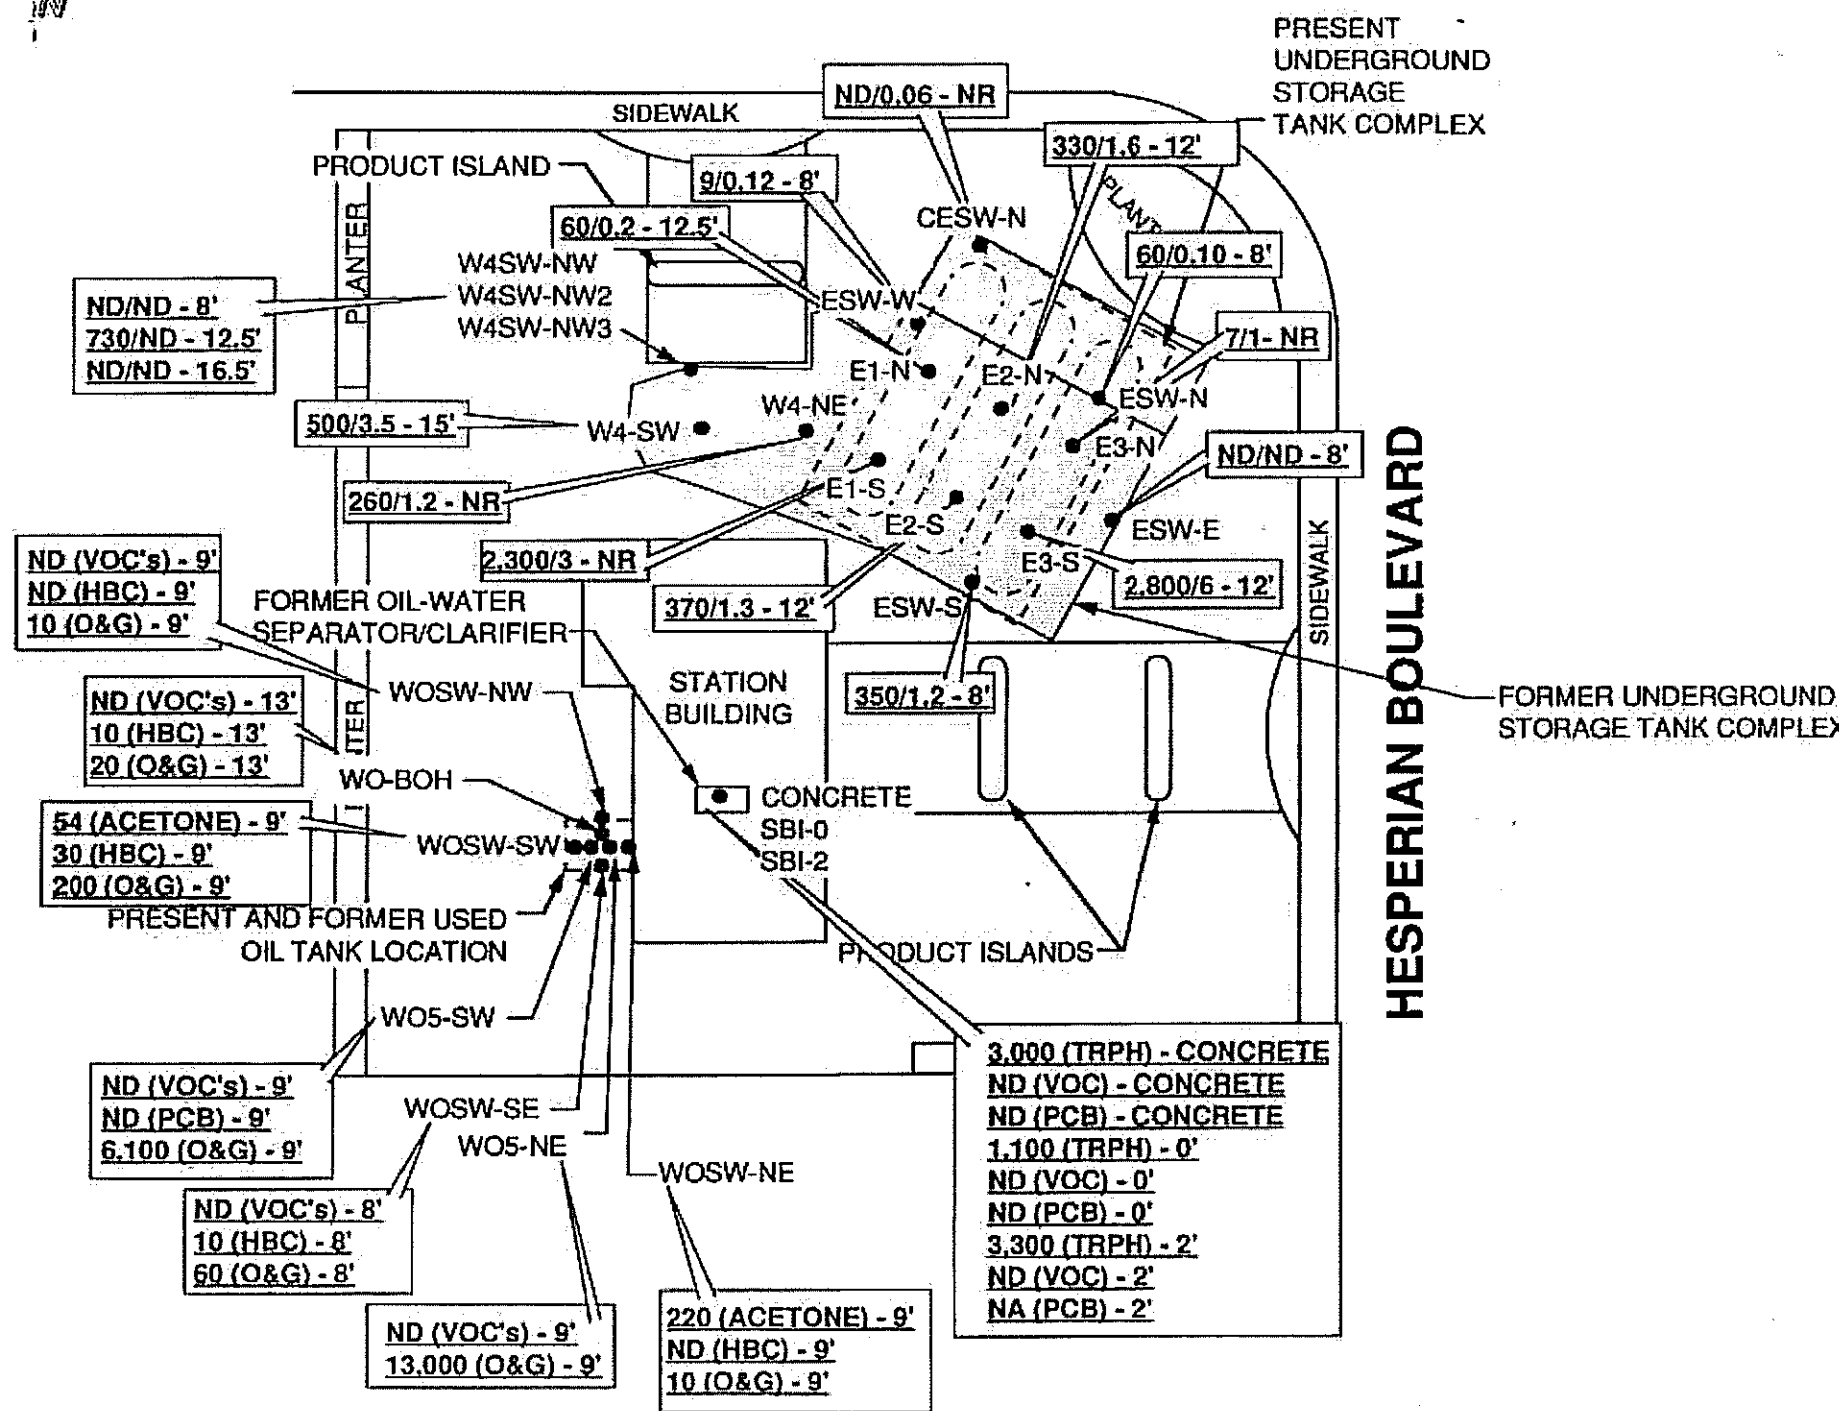 PRESENT
UNDERGROUND
STORAGE
TANK COMPLEX
ND/0.06 - NR
SIDEWALK
330/1.6 - 12'
PRODUCT ISLAND
9/0.12 - 8'
PLANTER
60/0.2 - 12.5'
CESW-N
60/0.10 - 8'
W4SW-NW
W4SW-NW2
W4SW-NW3
ND/ND - 8'
730/ND - 12.5'
ND/ND - 16.5'
ESW-W
7/1- NR
E1-N
E2-N
ESW-N
W4-NE
500/3.5 - 15'
W4-SW
E3-N
ND/ND - 8'
260/1.2 - NR
E1-S
E2-S
ESW-E
SIDEWALK
HESPERIAN BOULEVARD
ND (VOC's) - 9'
ND (HBC) - 9'
10 (O&G) - 9'
2,300/3 - NR
E3-S
2,800/6 - 12'
370/1.3 - 12'
ESW-S
FORMER OIL-WATER
SEPARATOR/CLARIFIER
STATION
BUILDING
350/1.2 - 8'
FORMER UNDERGROUND
STORAGE TANK COMPLEX
WOSW-NW
ND (VOC's) - 13'
10 (HBC) - 13'
20 (O&G) - 13'
WO-BOH
CONCRETE
SBI-0
SBI-2
54 (ACETONE) - 9'
30 (HBC) - 9'
200 (O&G) - 9'
WOSW-SW
PRESENT AND FORMER USED
OIL TANK LOCATION
PRODUCT ISLANDS
WO5-SW
ND (VOC's) - 9'
ND (PCB) - 9'
6,100 (O&G) - 9'
WOSW-SE
WO5-NE
WOSW-NE
3,000 (TRPH) - CONCRETE
ND (VOC) - CONCRETE
ND (PCB) - CONCRETE
1,100 (TRPH) - 0'
ND (VOC) - 0'
ND (PCB) - 0'
3,300 (TRPH) - 2'
ND (VOC) - 2'
NA (PCB) - 2'
ND (VOC's) - 8'
10 (HBC) - 8'
60 (O&G) - 8'
ND (VOC's) - 9'
13,000 (O&G) - 9'
220 (ACETONE) - 9'
ND (HBC) - 9'
10 (O&G) - 9'